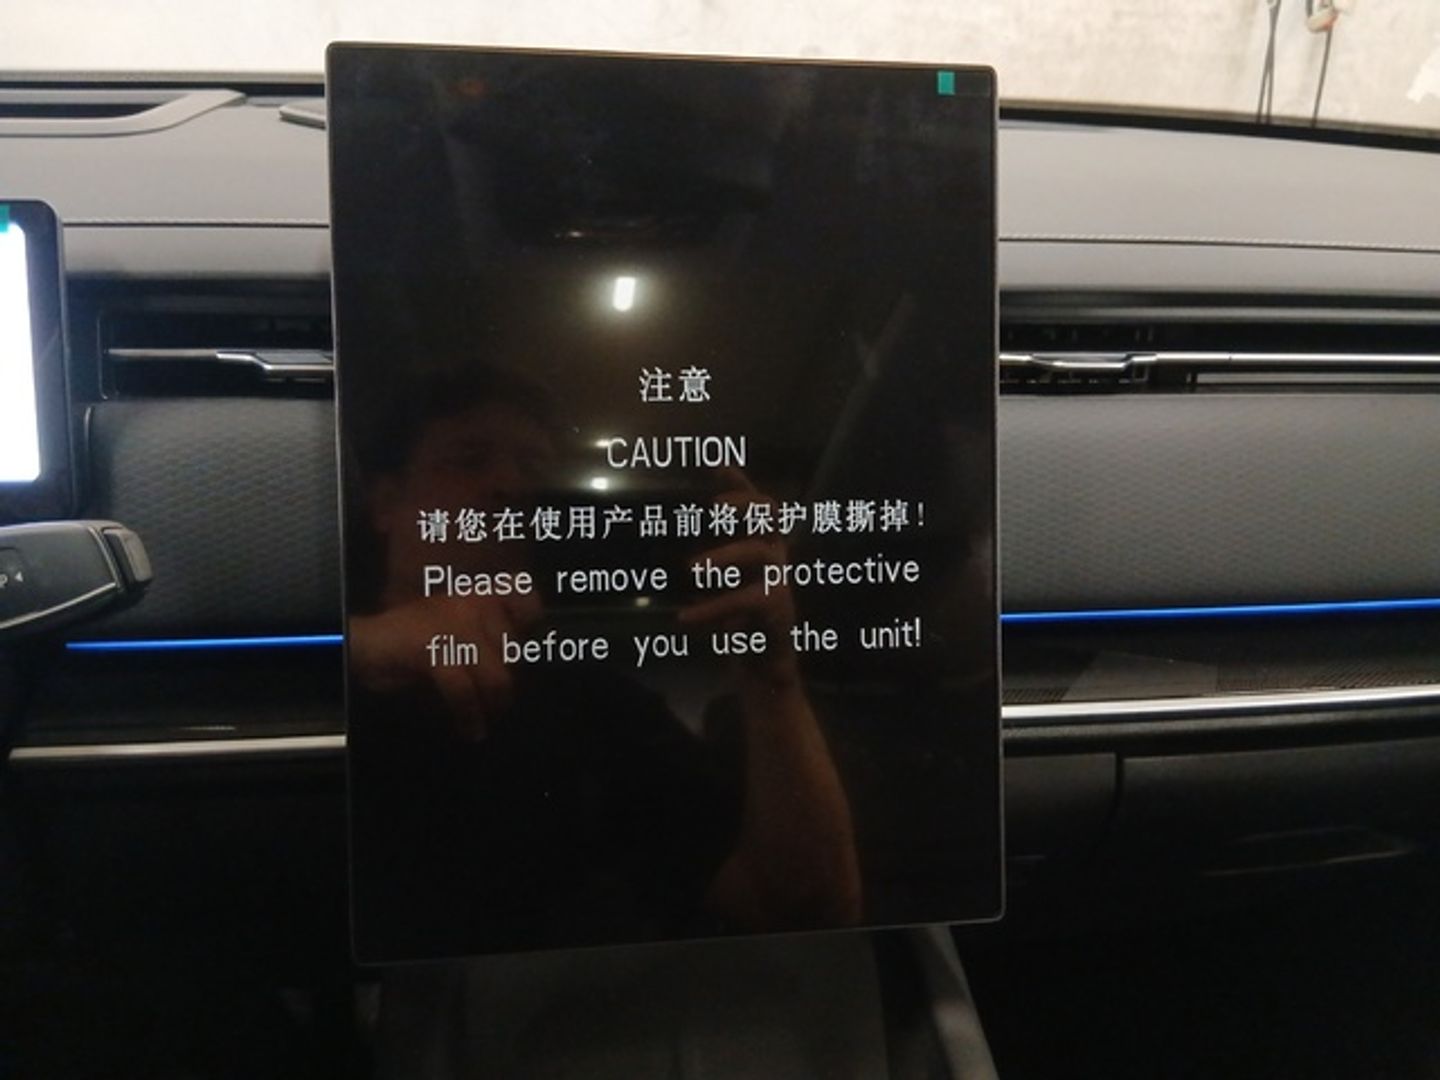 注意
CAUTION
请您在使用产品前将保护膜撕掉!
Please remove the protective
film before you use the unit!